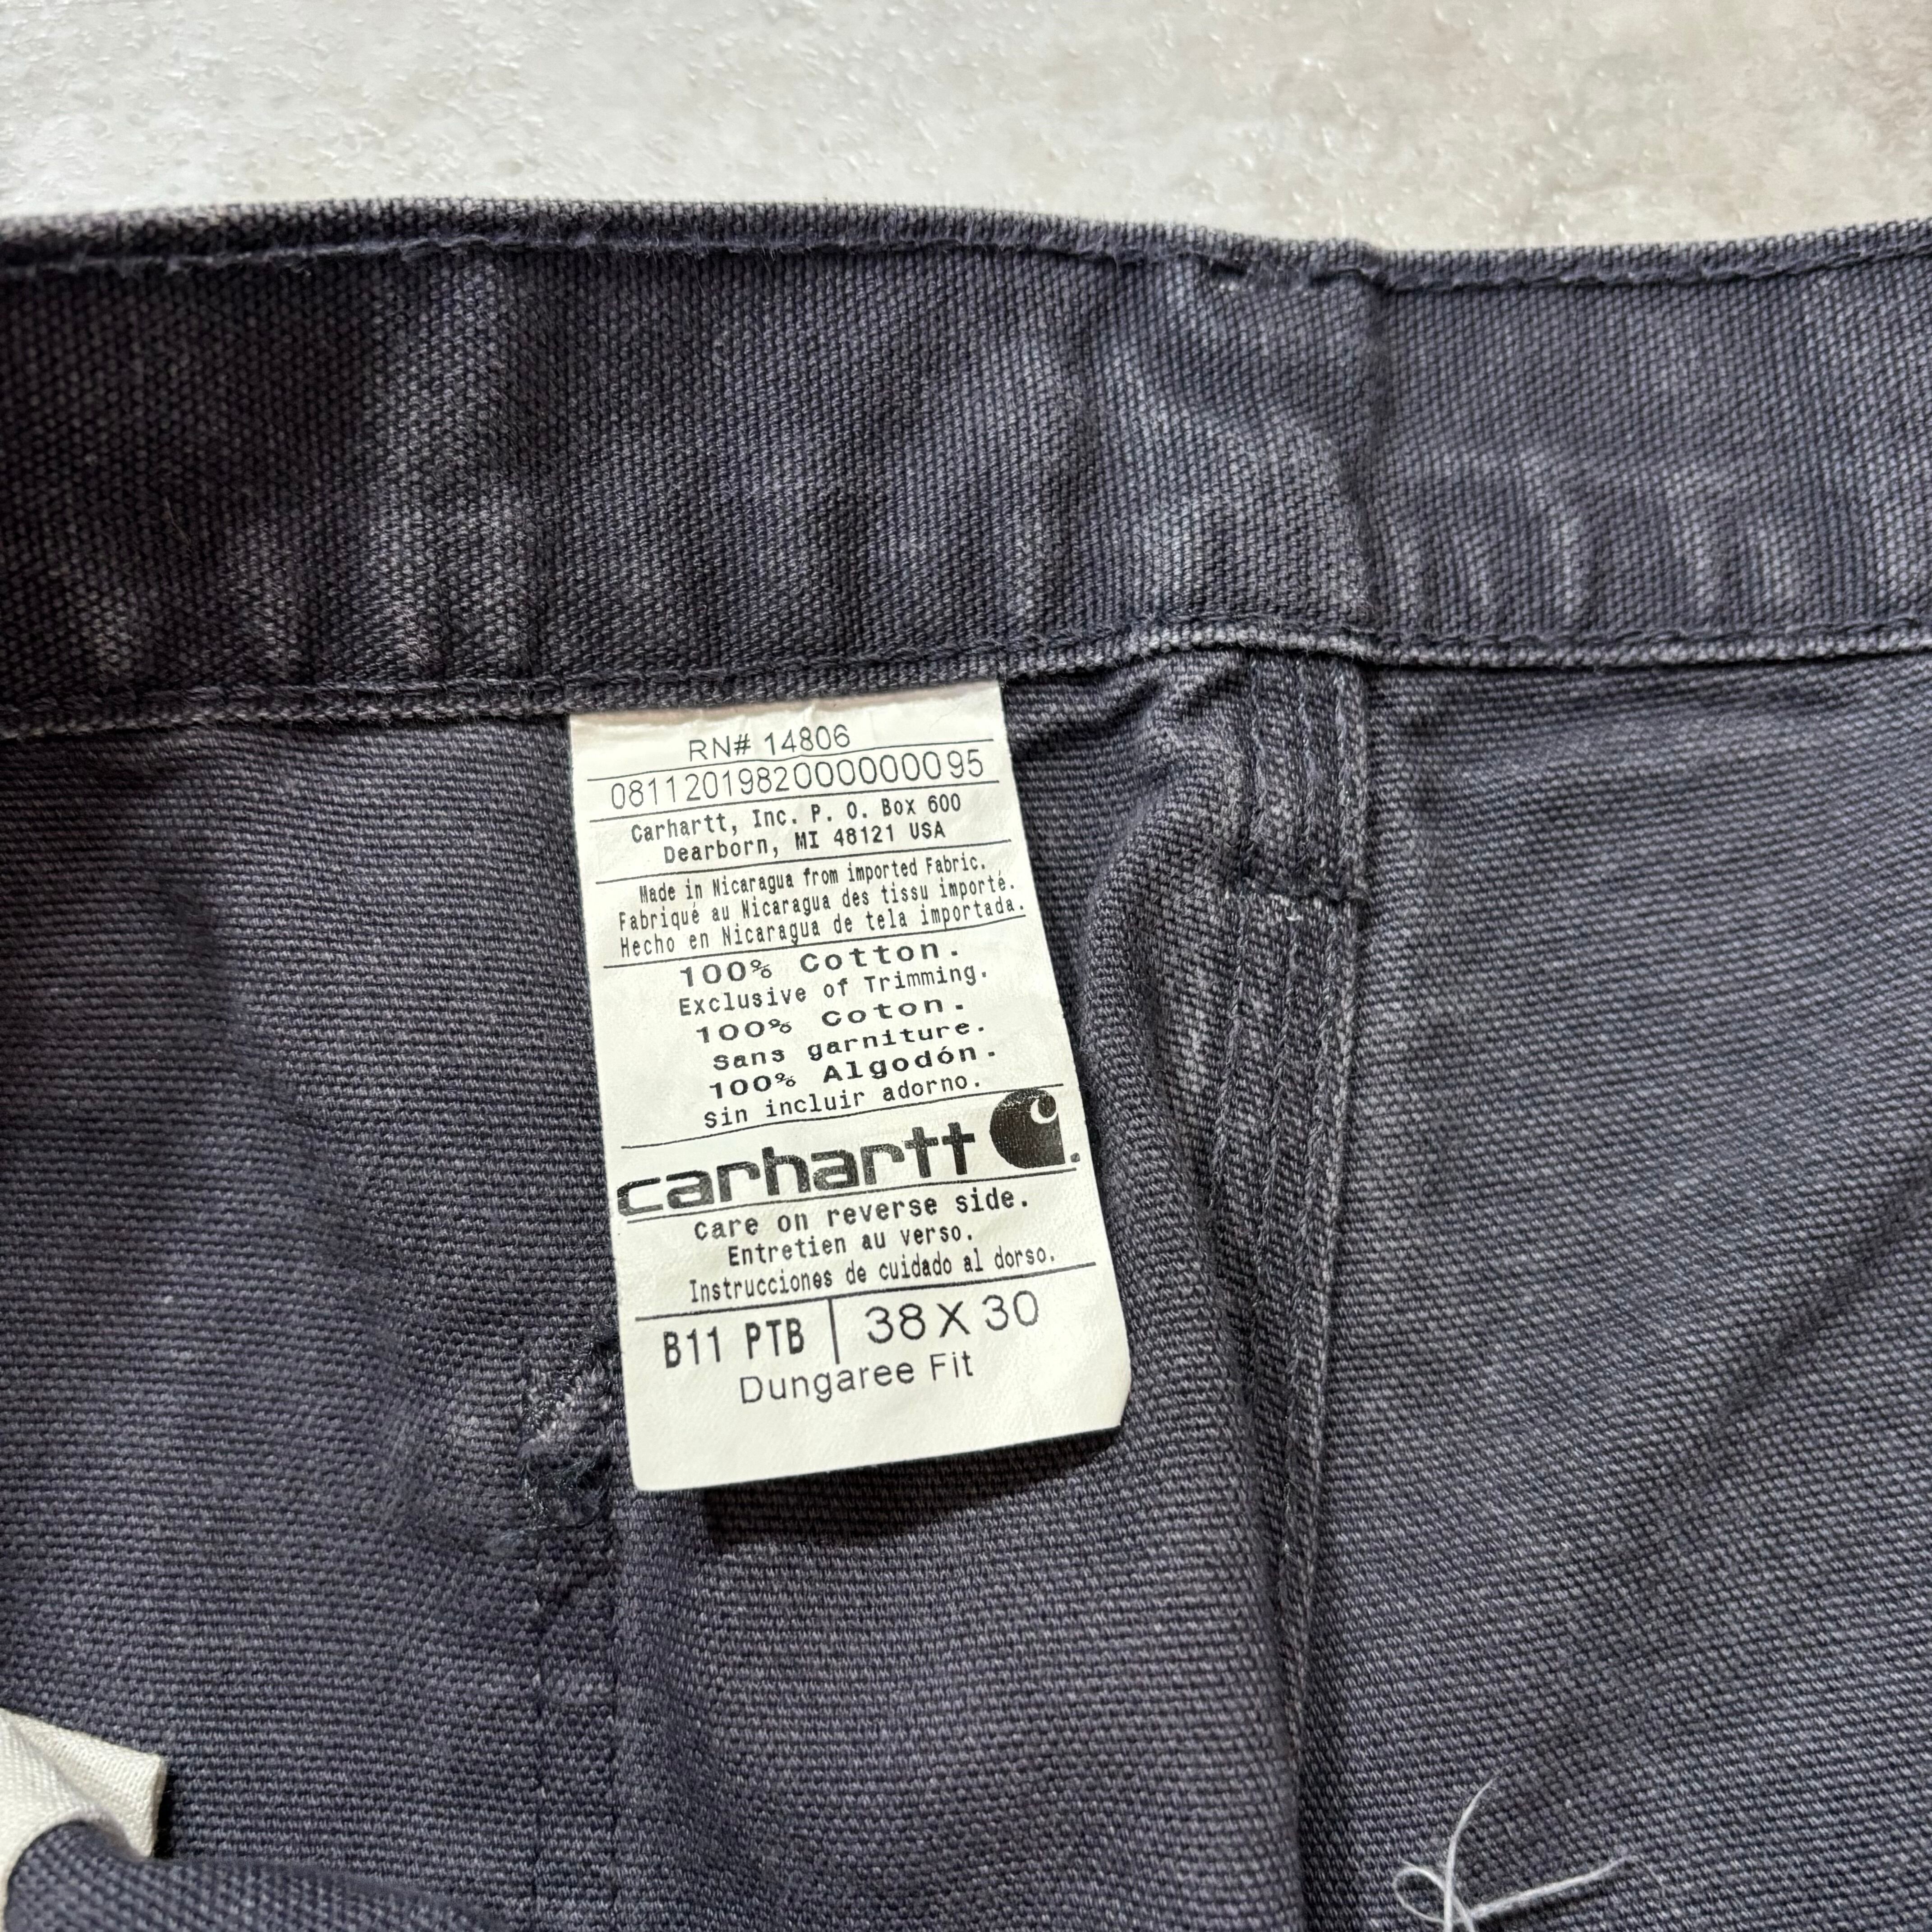 RN# 14806
0811201982000000095
Carhartt, Inc. P. O. Box 600
Dearborn, MI 48121 USA
Made in Nicaragua from imported Fabric.
Fabriqué au Nicaragua des tissu importé.
Hecho en Nicaragua de tela importada.
100% Cotton.
Exclusive of Trimming.
100% Coton.
Sans garniture.
100% Algodón.
Sin incluir adorno.
carhartt
care on reverse side.
Entretien au verso.
Instrucciones de cuidado al dorso.
B11 PTB | 38 X 30
Dungaree Fit